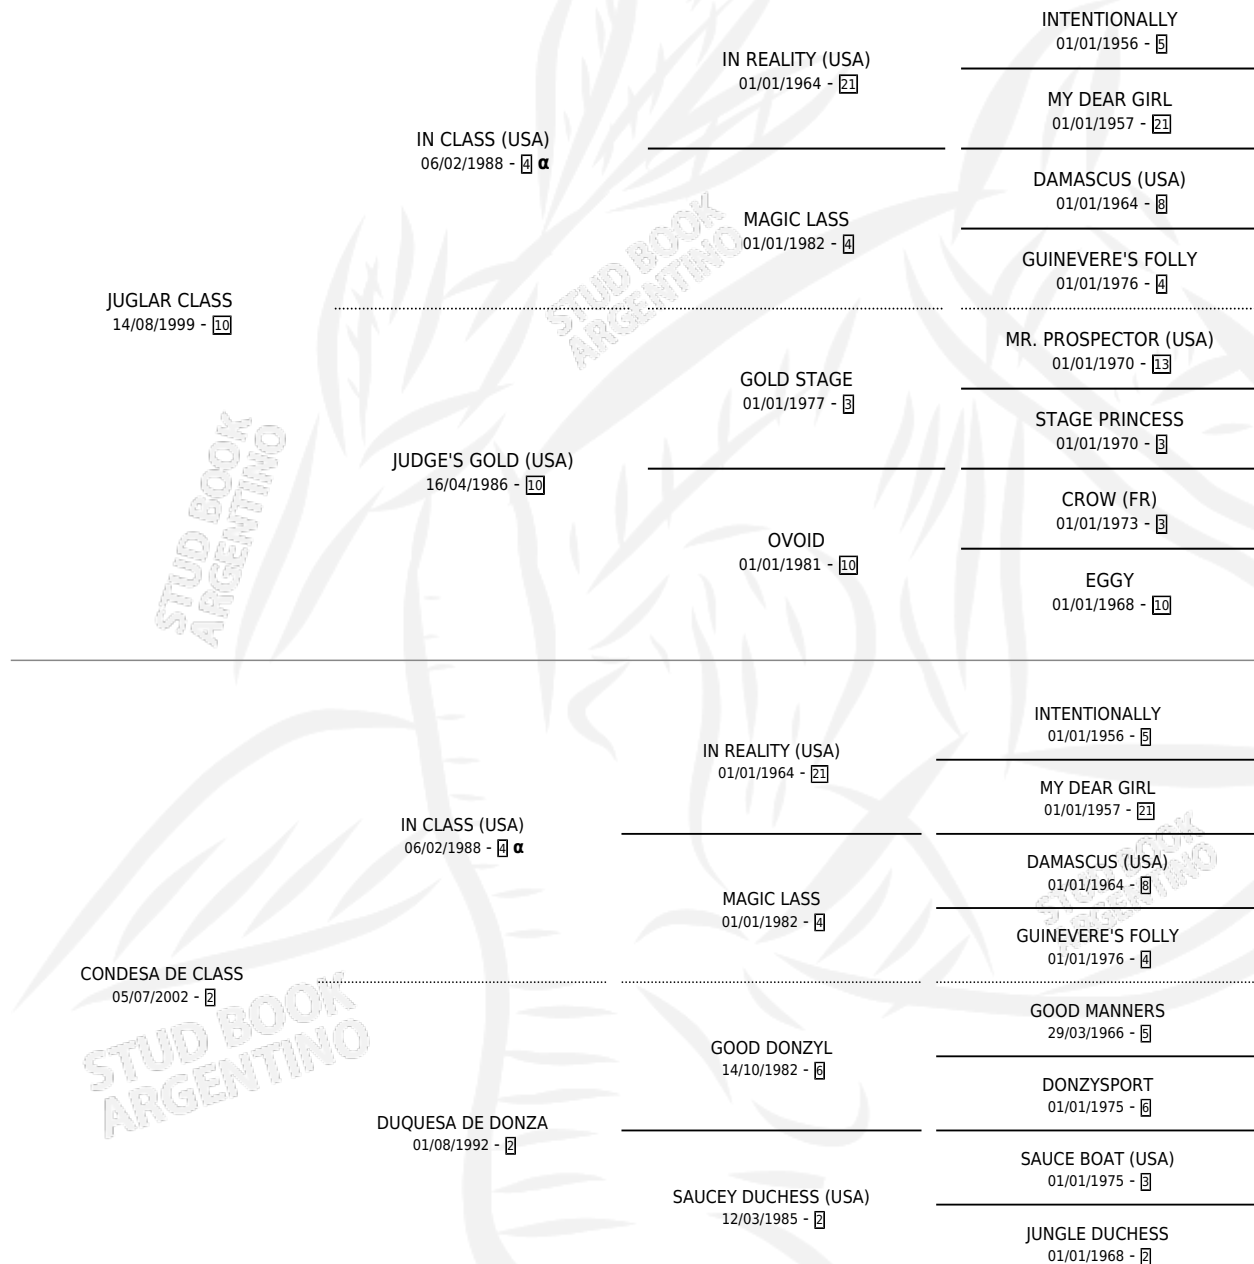 INTENTIONALLY
01/01/1956 - 5
IN REALITY (USA)
01/01/1964 - 21
MY DEAR GIRL
01/01/1957 - 21
IN CLASS (USA)
06/02/1988 - 4 α
DAMASCUS (USA)
01/01/1964 - 8
MAGIC LASS
01/01/1982 - 4
GUINEVERE'S FOLLY
01/01/1976 - 4
JUGLAR CLASS
14/08/1999 - 10
MR. PROSPECTOR (USA)
01/01/1970 - 13
GOLD STAGE
01/01/1977 - 3
STAGE PRINCESS
01/01/1970 - 3
JUDGE'S GOLD (USA)
16/04/1986 - 10
CROW (FR)
01/01/1973 - 3
OVOID
01/01/1981 - 10
EGGY
01/01/1968 - 10
INTENTIONALLY
01/01/1956 - 5
IN REALITY (USA)
01/01/1964 - 21
MY DEAR GIRL
01/01/1957 - 21
IN CLASS (USA)
06/02/1988 - 4 α
DAMASCUS (USA)
01/01/1964 - 8
MAGIC LASS
01/01/1982 - 4
GUINEVERE'S FOLLY
01/01/1976 - 4
CONDESA DE CLASS
05/07/2002 - 2
GOOD MANNERS
29/03/1966 - 5
GOOD DONZYL
14/10/1982 - 6
DONZYSPORT
01/01/1975 - 6
DUQUESA DE DONZA
01/08/1992 - 2
SAUCE BOAT (USA)
01/01/1975 - 3
SAUCEY DUCHESS (USA)
12/03/1985 - 2
JUNGLE DUCHESS
01/01/1968 - 2
STUD BOOK
ARGENTINO
STUD BOOK
ARGENTINO
STUD BOOK
ARGENTINO
STUD BOOK
ARGENTINO